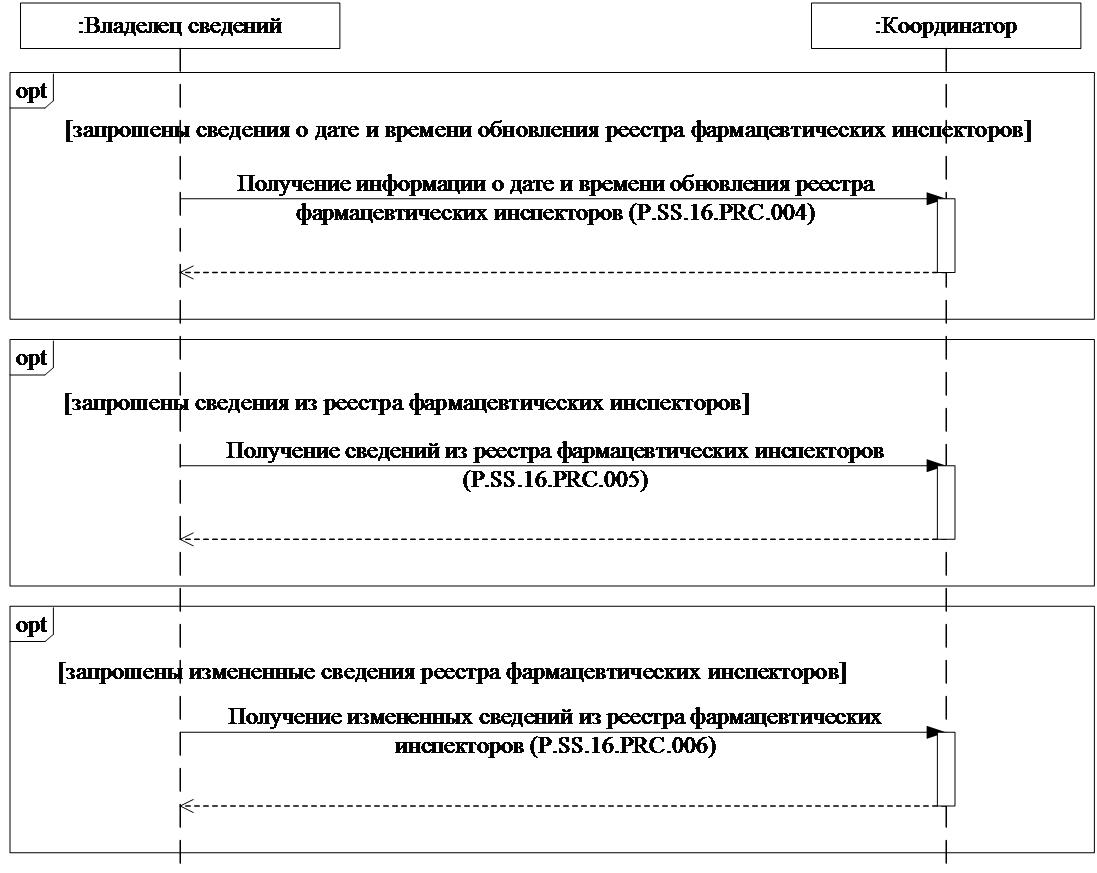 :Владелец сведений
:Координатор
opt
[запрошены сведения о дате и времени обновления реестра фармацевтических инспекторов]
Получение информации о дате и времени обновления реестра
фармацевтических инспекторов (P.SS.16.PRC.004)
opt
[запрошены сведения из реестра фармацевтических инспекторов]
Получение сведений из реестра фармацевтических инспекторов
(P.SS.16.PRC.005)
opt
[запрошены измененные сведения реестра фармацевтических инспекторов]
Получение измененных сведений из реестра фармацевтических
инспекторов (P.SS.16.PRC.006)